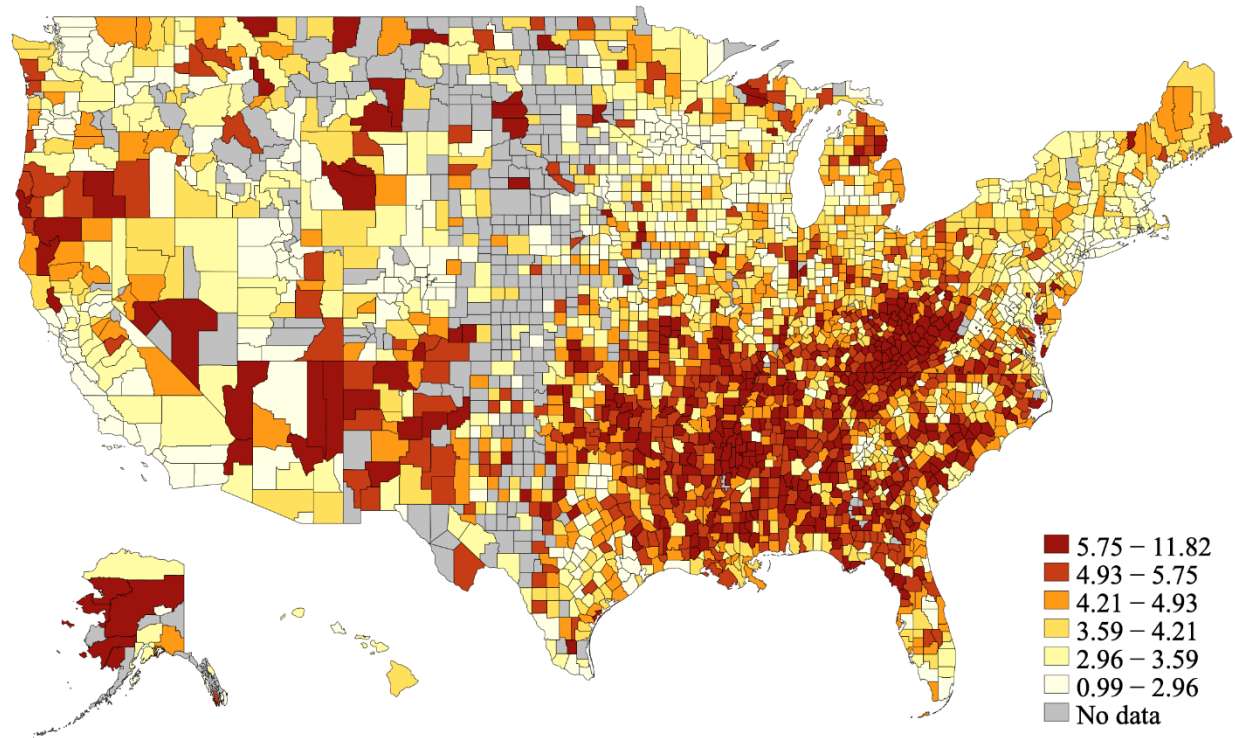 5.75 – 11.82
4.93 – 5.75
4.21 – 4.93
3.59 – 4.21
2.96 – 3.59
0.99 – 2.96
No data